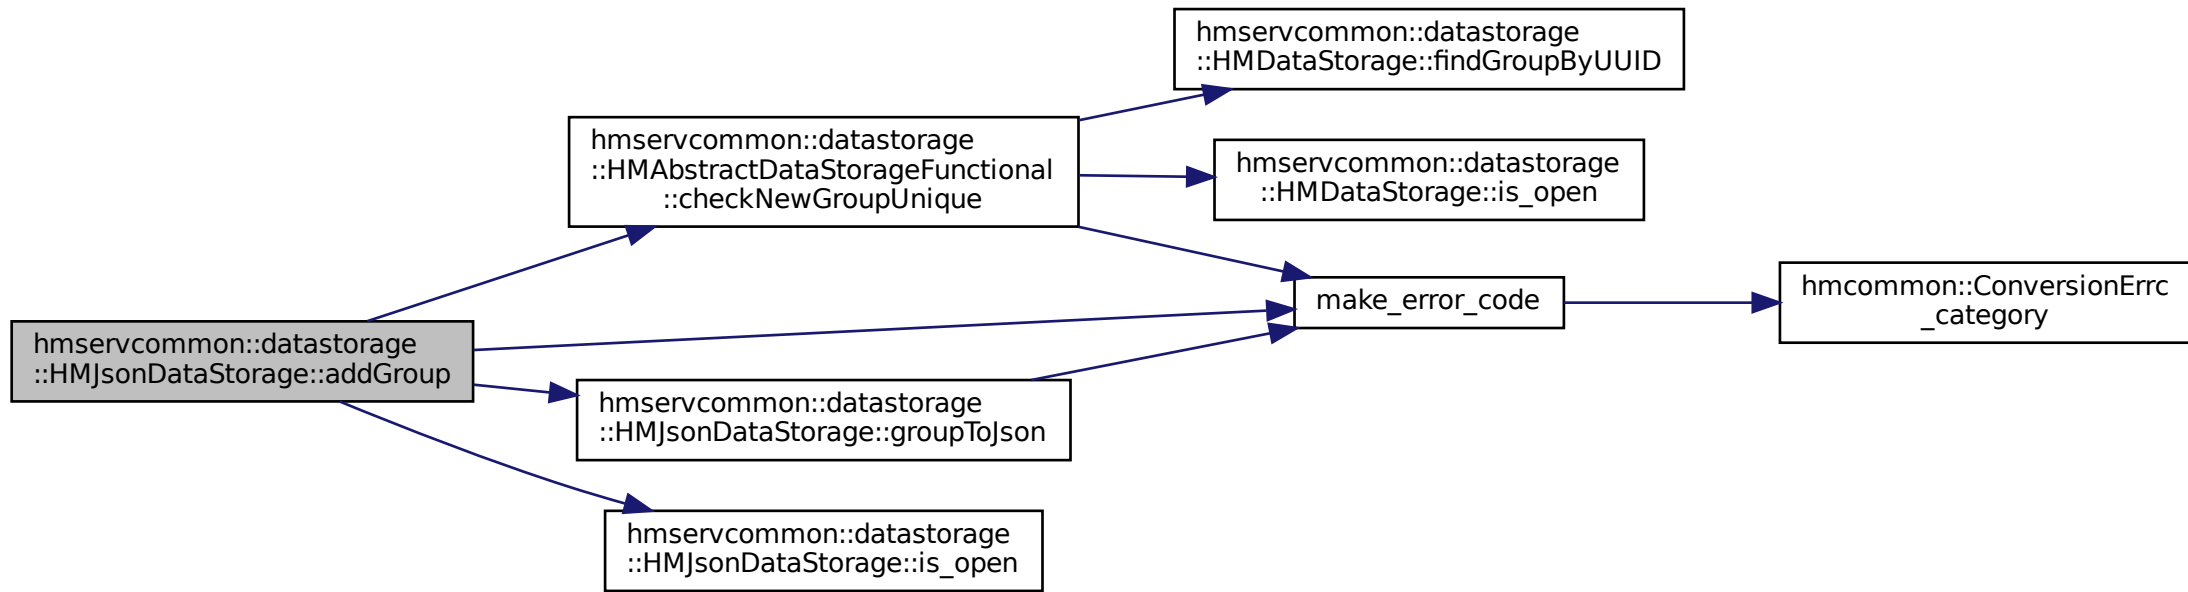 hmservcommon::datastorage
::HMJsonDataStorage::addGroup
hmservcommon::datastorage
::HMAbstractDataStorageFunctional
::checkNewGroupUnique
hmservcommon::datastorage
::HMDataStorage::findGroupByUUID
hmservcommon::datastorage
::HMDataStorage::is_open
make_error_code
hmcommon::ConversionErrc
_category
hmservcommon::datastorage
::HMJsonDataStorage::groupToJson
hmservcommon::datastorage
::HMJsonDataStorage::is_open